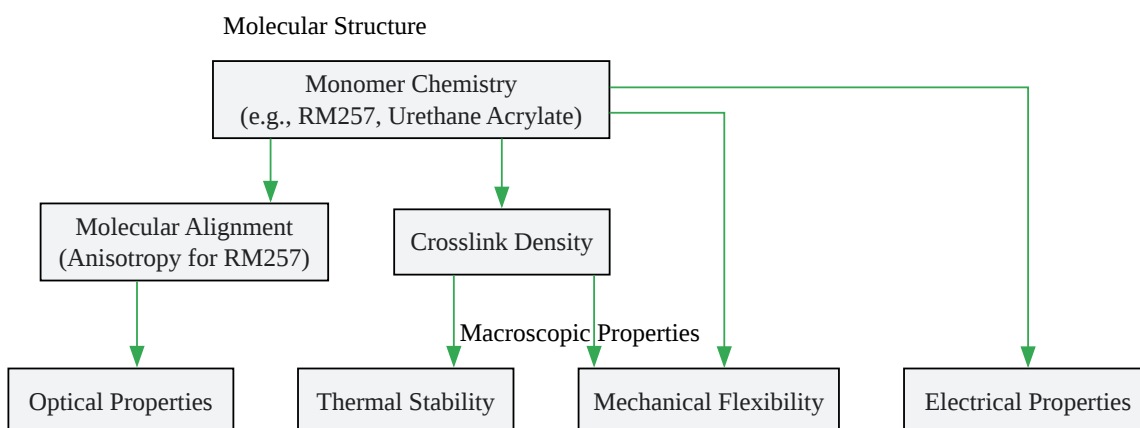 Molecular Structure
Monomer Chemistry
(e.g., RM257, Urethane Acrylate)
Molecular Alignment
(Anisotropy for RM257)
Crosslink Density
Macroscopic Properties
Optical Properties
Thermal Stability
Mechanical Flexibility
Electrical Properties